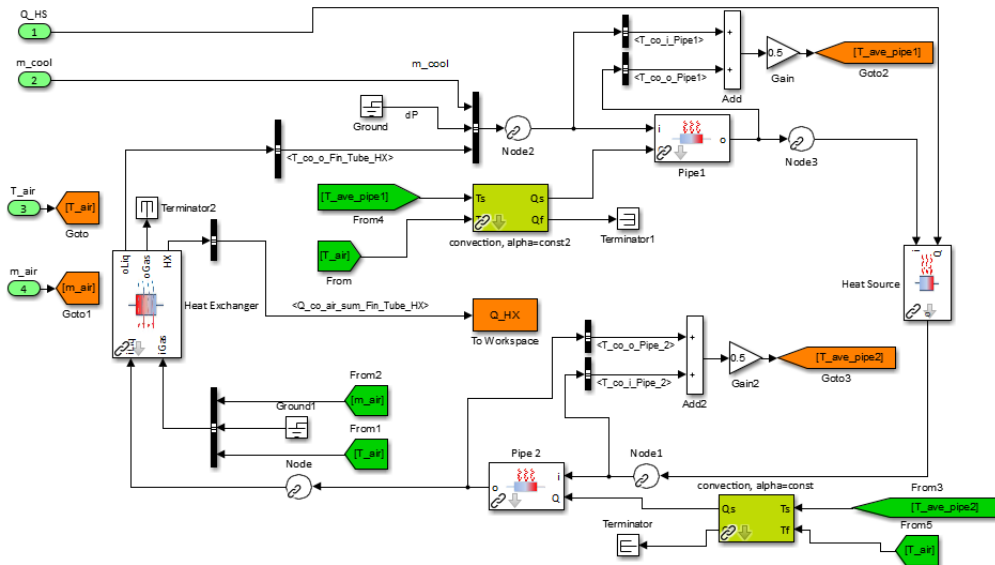 Q_HS
1
m_cool
2
m_cool
Ground
dP
Node2
<T_co_i_Pipe1>
<T_co_o_Pipe1>
Add
0.5
Gain
[T_ave_pipe1]
Goto2
i
o
Pipe1
Node3
<T_co_o_Fin_Tube_HX>
T_air
3
[T_air]
Goto
Terminator2
m_air
4
[m_air]
Goto1
oLiq
oGas
HX
iGas
Heat Exchanger
[T_ave_pipe1]
From4
[T_air]
From
Ts
Qs
Qf
convection, alpha=const2
Terminator1
i
Q
Heat Source
<Q_co_air_sum_Fin_Tube_HX>
Q_HX
To Workspace
<T_co_o_Pipe_2>
<T_co_i_Pipe_2>
Add2
0.5
Gain2
[T_ave_pipe2]
Goto3
From2
[m_air]
Ground1
From1
[T_air]
Node
Pipe 2
o
i
Q
Node1
convection, alpha=const
Qs
Ts
Tf
Terminator
From3
[T_ave_pipe2]
From5
[T_air]